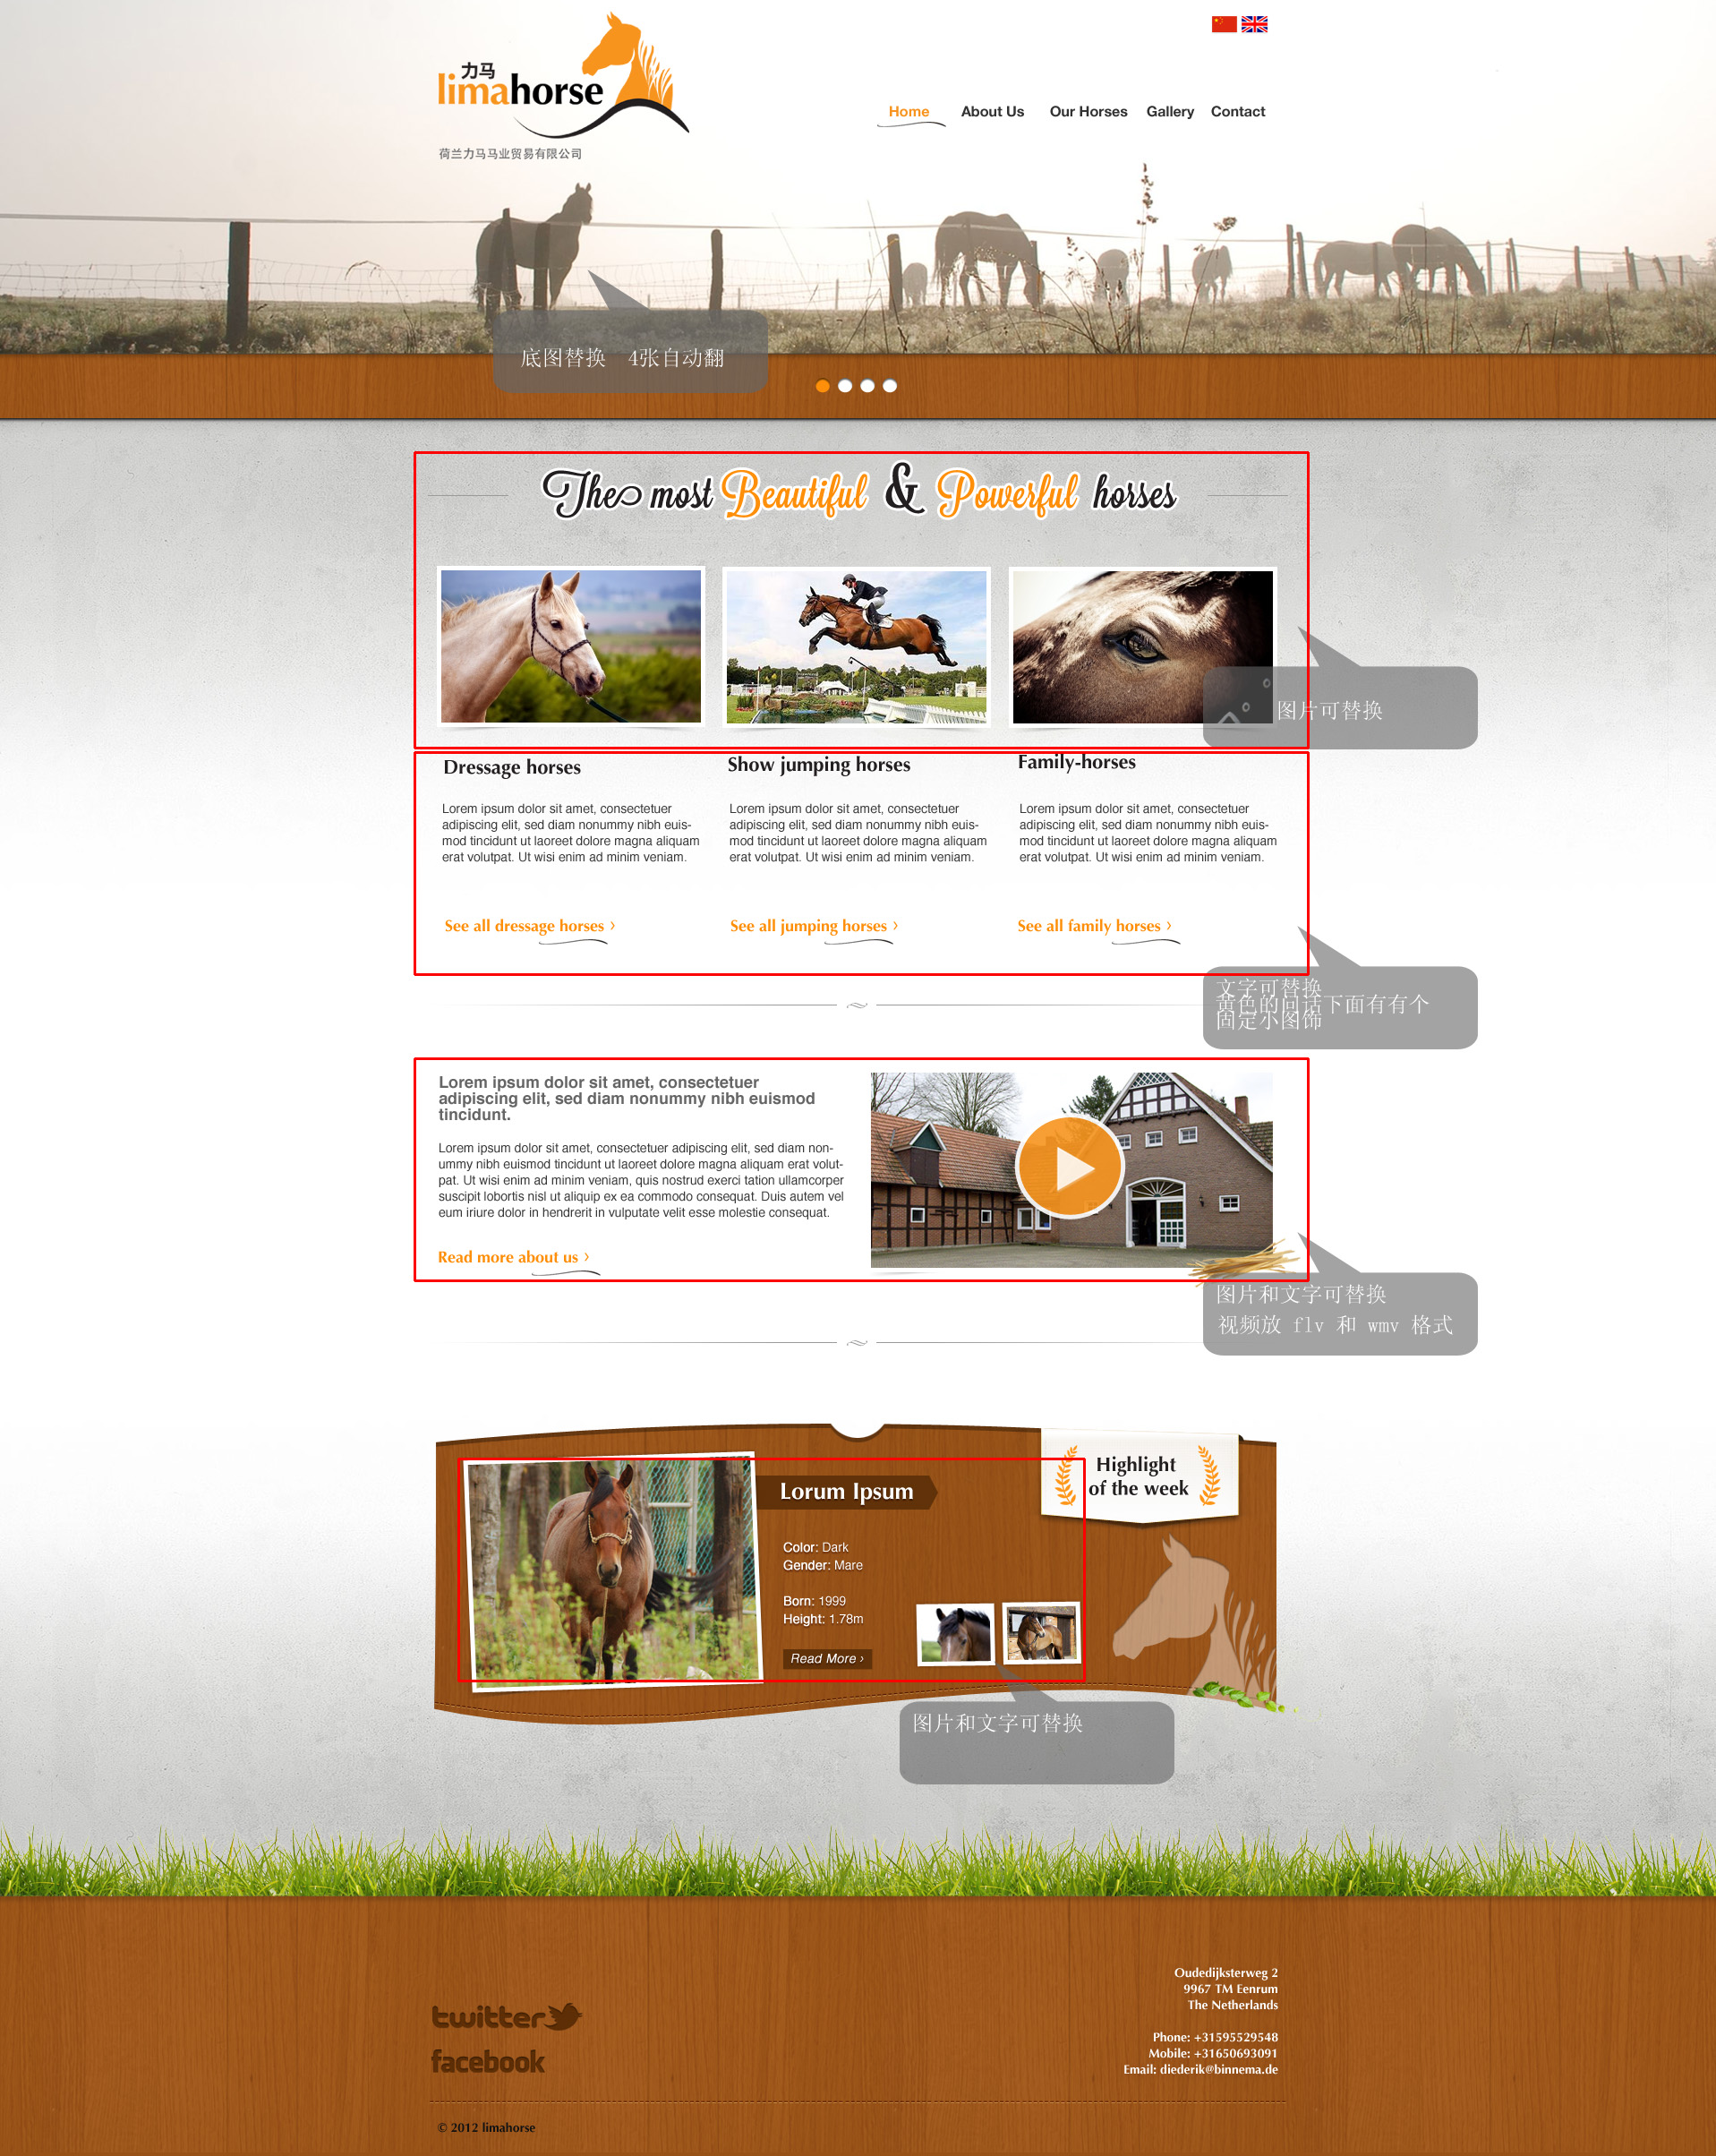 力马
limahorse
荷兰力马马业贸易有限公司
Home About Us Our Horses Gallery Contact
底图替换 4张自动翻
The most Beautiful & Powerful horses
图片可替换
Dressage horses
Lorem ipsum dolor sit amet, consectetuer
adipiscing elit, sed diam nonummy nibh euis-
mod tincidunt ut laoreet dolore magna aliquam
erat volutpat. Ut wisi enim ad minim veniam.
See all dressage horses ›
Show jumping horses
Lorem ipsum dolor sit amet, consectetuer
adipiscing elit, sed diam nonummy nibh euis-
mod tincidunt ut laoreet dolore magna aliquam
erat volutpat. Ut wisi enim ad minim veniam.
See all jumping horses ›
Family-horses
Lorem ipsum dolor sit amet, consectetuer
adipiscing elit, sed diam nonummy nibh euis-
mod tincidunt ut laoreet dolore magna aliquam
erat volutpat. Ut wisi enim ad minim veniam.
See all family horses ›
文字可替换
黄色的问话下面有有个
固定小图饰
Lorem ipsum dolor sit amet, consectetuer
adipiscing elit, sed diam nonummy nibh euismod
tincidunt.
Lorem ipsum dolor sit amet, consectetuer adipiscing elit, sed diam non-
ummy nibh euismod tincidunt ut laoreet dolore magna aliquam erat volut-
pat. Ut wisi enim ad minim veniam, quis nostrud exerci tation ullamcorper
suscipit lobortis nisl ut aliquip ex ea commodo consequat. Duis autem vel
eum iriure dolor in hendrerit in vulputate velit esse molestie consequat.
Read more about us ›
图片和文字可替换
视频放 flv 和 wmv 格式
Highlight
of the week
Lorum Ipsum
Color: Dark
Gender: Mare
Born: 1999
Height: 1.78m
Read More ›
图片和文字可替换
twitter
facebook
Oudedijksterweg 2
9967 TM Eenrum
The Netherlands
Phone: +31595529548
Mobile: +31650693091
Email: diederik@binnema.de
© 2012 limahorse